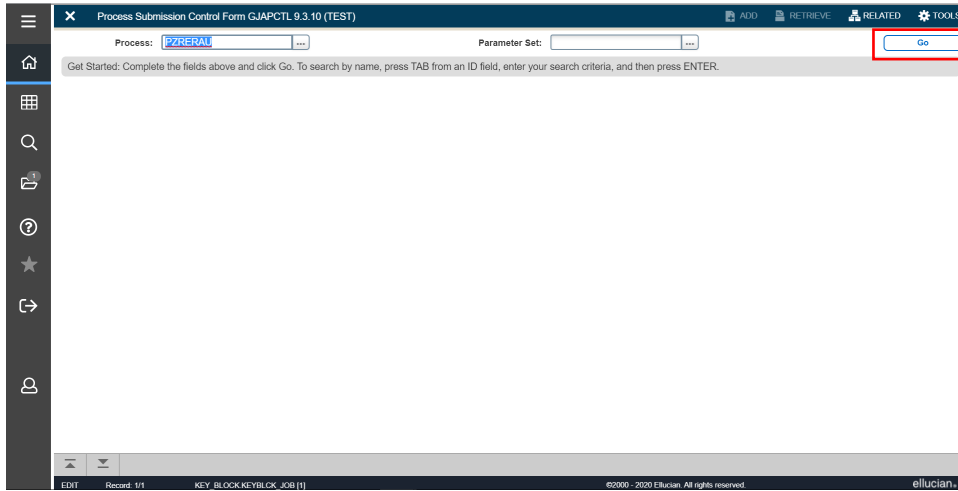 Process Submission Control Form GJAPCTL 9.3.10 (TEST) ADD RETRIEVE RELATED TOOLS
Process: PZRERAU ... Parameter Set: ... Go
Get Started: Complete the fields above and click Go. To search by name, press TAB from an ID field, enter your search criteria, and then press ENTER.
1
EDIT Record: 1/1 KEY_BLOCK.KEYBLCK_JOB [1] ©2000 - 2020 Ellucian. All rights reserved. ellucian®